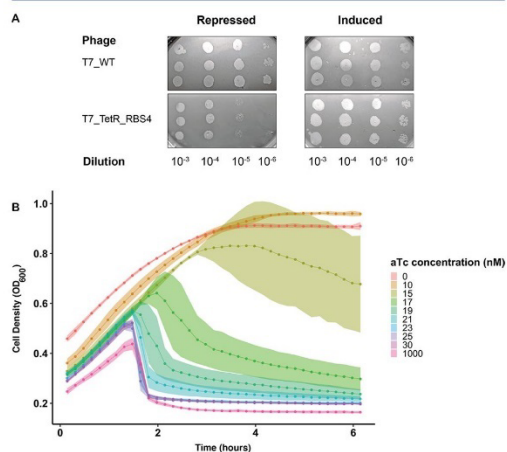 A
Repressed
Induced
Phage
T7_WT
T7_TetR_RBS4
Dilution
10-3 10-4 10-5 10-6
10-3 10-4 10-5 10-6
B
Cell Density (OD600)
1.0
0.8
0.6
0.4
0.2
0
2
4
6
Time (hours)
aTc concentration (nM)
0
10
15
17
19
21
23
25
30
1000